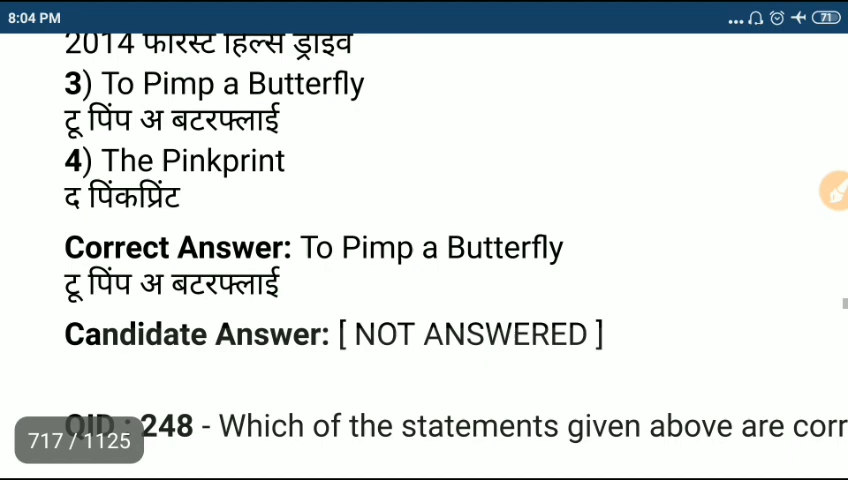 8:04 PM
71
2014 फॉरेस्ट हिल्स ड्राइव
3) To Pimp a Butterfly
टू पिंप अ बटरफ्लाई
4) The Pinkprint
द पिंकप्रिंट
Correct Answer: To Pimp a Butterfly
टू पिंप अ बटरफ्लाई
Candidate Answer: [ NOT ANSWERED ]
QID : 248 - Which of the statements given above are corr
717 / 1125